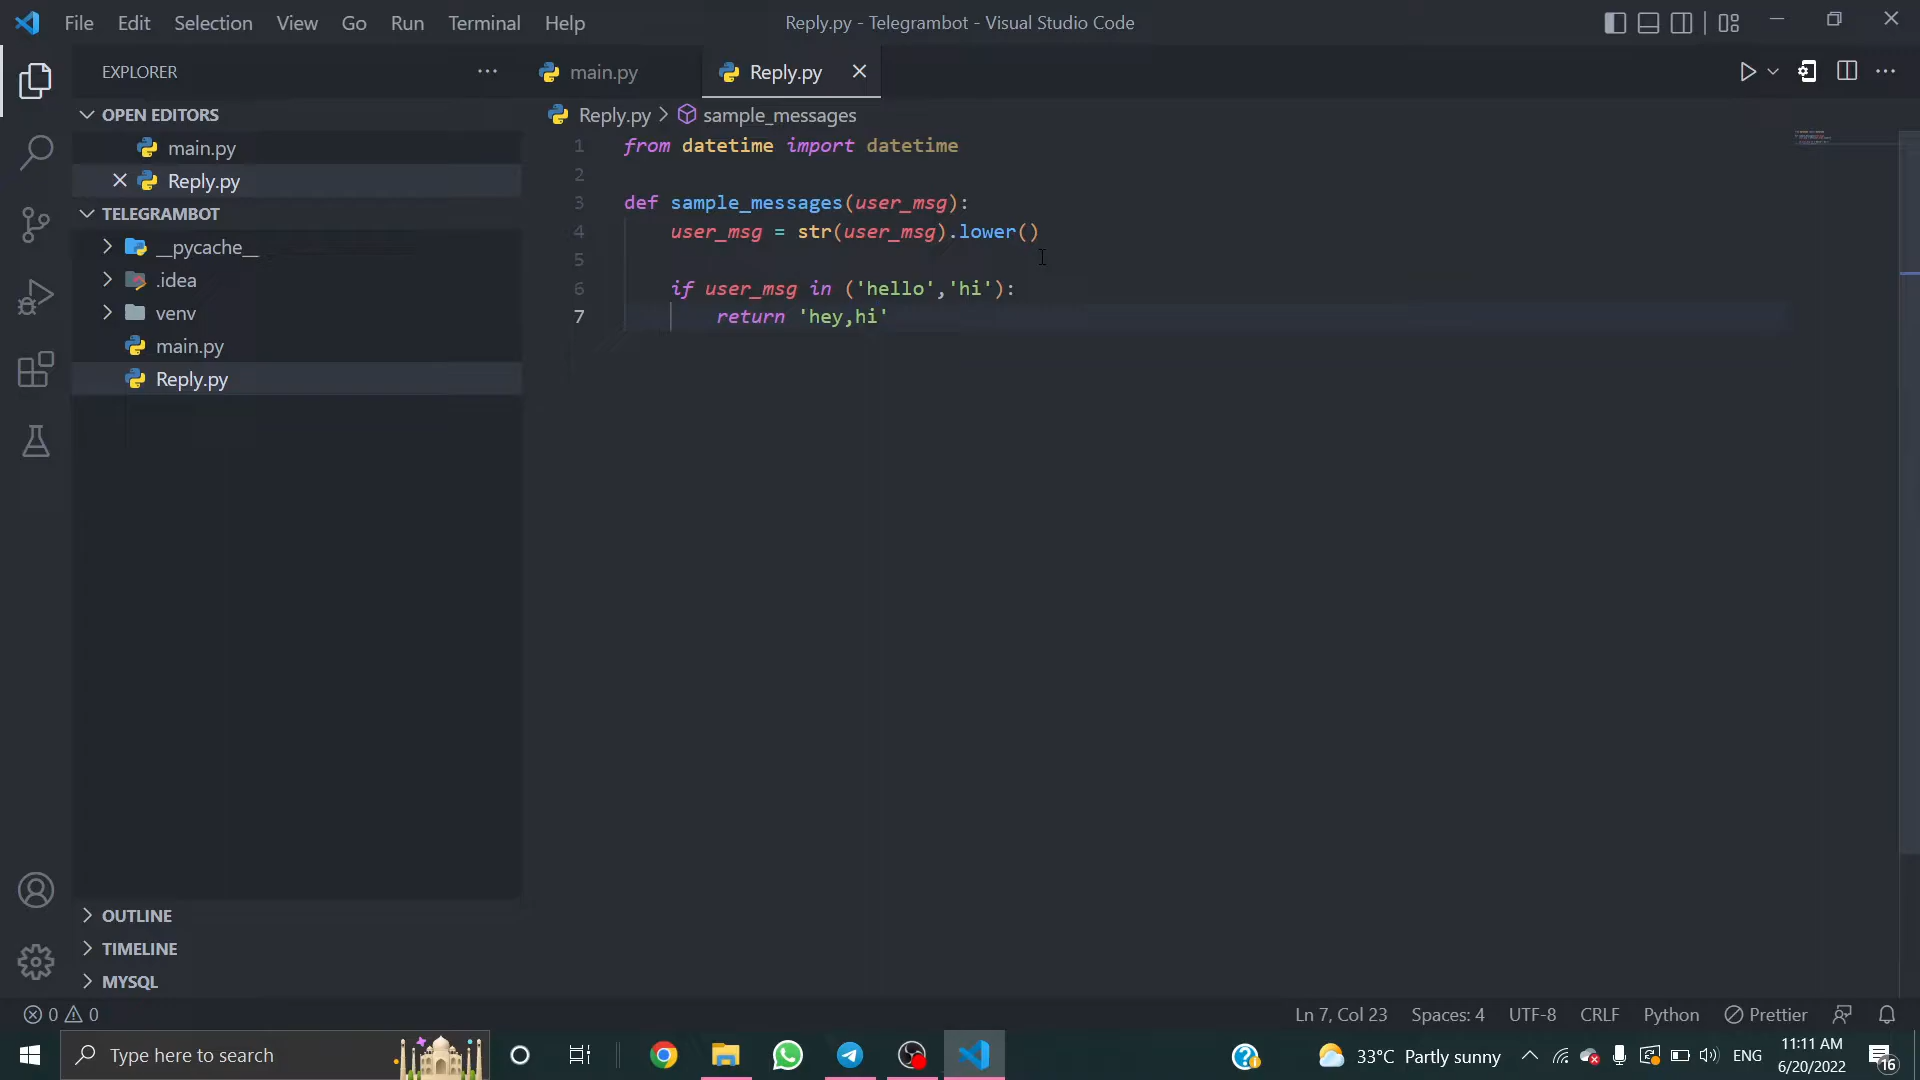 File Edit Selection View Go Run Terminal Help
Reply.py - Telegrambot - Visual Studio Code
EXPLORER
main.py
Reply.py
OPEN EDITORS
main.py
Reply.py
TELEGRAMBOT
__pycache__
.idea
venv
main.py
Reply.py
Reply.py > sample_messages
1 from datetime import datetime
2
3 def sample_messages(user_msg):
4 user_msg = str(user_msg).lower()
5
6 if user_msg in ('hello','hi'):
7 return 'hey,hi'
OUTLINE
TIMELINE
MYSQL
0 0
Ln 7, Col 23 Spaces: 4 UTF-8 CRLF Python Prettier
Type here to search
33°C Partly sunny
ENG
11:11 AM
6/20/2022
16